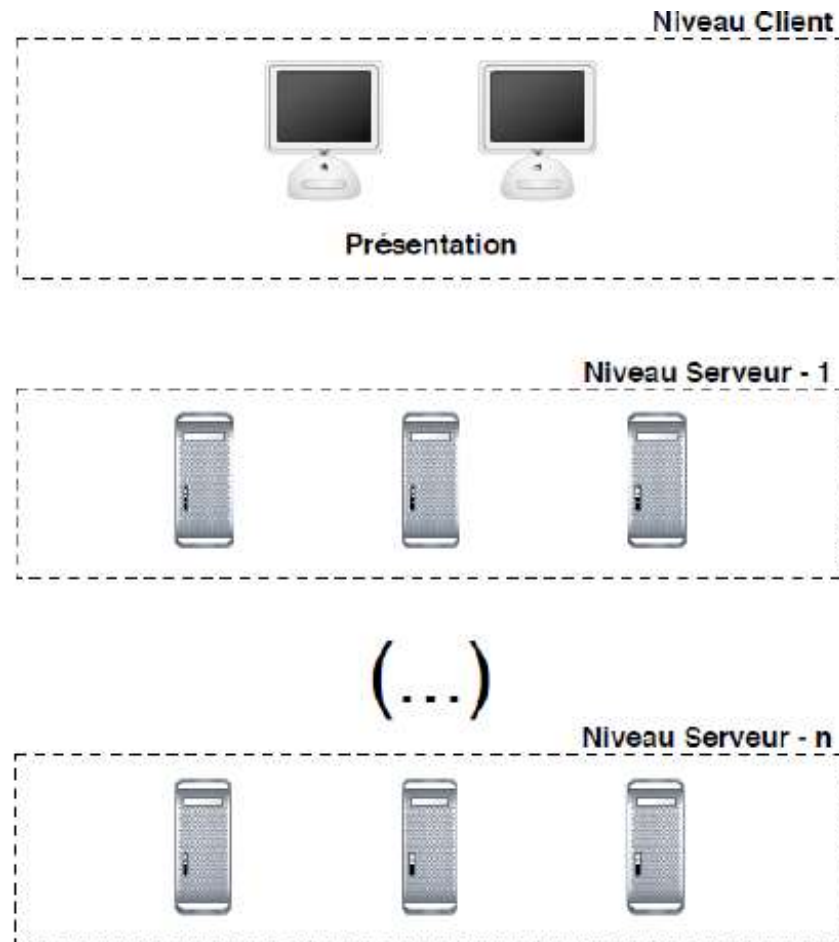 Niveau Client
Présentation
Niveau Serveur - 1
(...)
Niveau Serveur - n